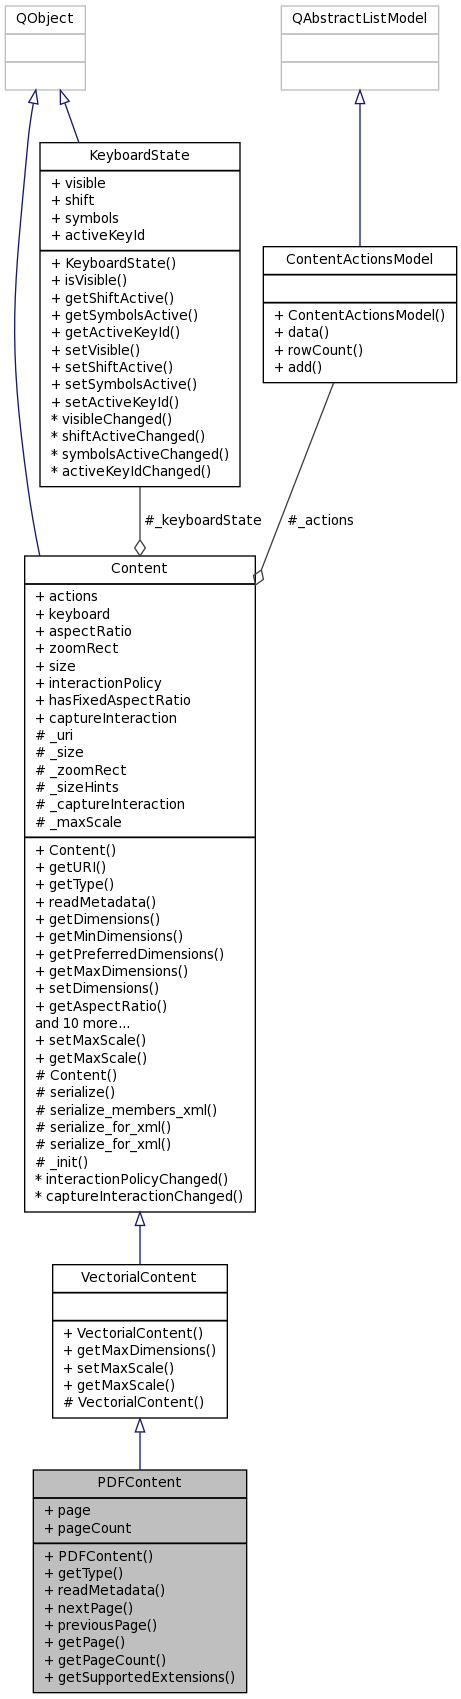 QObject
QAbstractListModel
KeyboardState
+ visible
+ shift
+ symbols
+ activeKeyId
+ KeyboardState()
+ isVisible()
+ getShiftActive()
+ getSymbolsActive()
+ getActiveKeyId()
+ setVisible()
+ setShiftActive()
+ setSymbolsActive()
+ setActiveKeyId()
* visibleChanged()
* shiftActiveChanged()
* symbolsActiveChanged()
* activeKeyIdChanged()
ContentActionsModel
+ ContentActionsModel()
+ data()
+ rowCount()
+ add()
#_keyboardState
#_actions
Content
+ actions
+ keyboard
+ aspectRatio
+ zoomRect
+ size
+ interactionPolicy
+ hasFixedAspectRatio
+ captureInteraction
# _uri
# _size
# _zoomRect
# _sizeHints
# _captureInteraction
# _maxScale
+ Content()
+ getURI()
+ getType()
+ readMetadata()
+ getDimensions()
+ getMinDimensions()
+ getPreferredDimensions()
+ getMaxDimensions()
+ setDimensions()
+ getAspectRatio()
and 10 more...
+ setMaxScale()
+ getMaxScale()
# Content()
# serialize()
# serialize_members_xml()
# serialize_for_xml()
# serialize_for_xml()
# _init()
* interactionPolicyChanged()
* captureInteractionChanged()
VectorialContent
+ VectorialContent()
+ getMaxDimensions()
+ setMaxScale()
+ getMaxScale()
# VectorialContent()
PDFContent
+ page
+ pageCount
+ PDFContent()
+ getType()
+ readMetadata()
+ nextPage()
+ previousPage()
+ getPage()
+ getPageCount()
+ getSupportedExtensions()